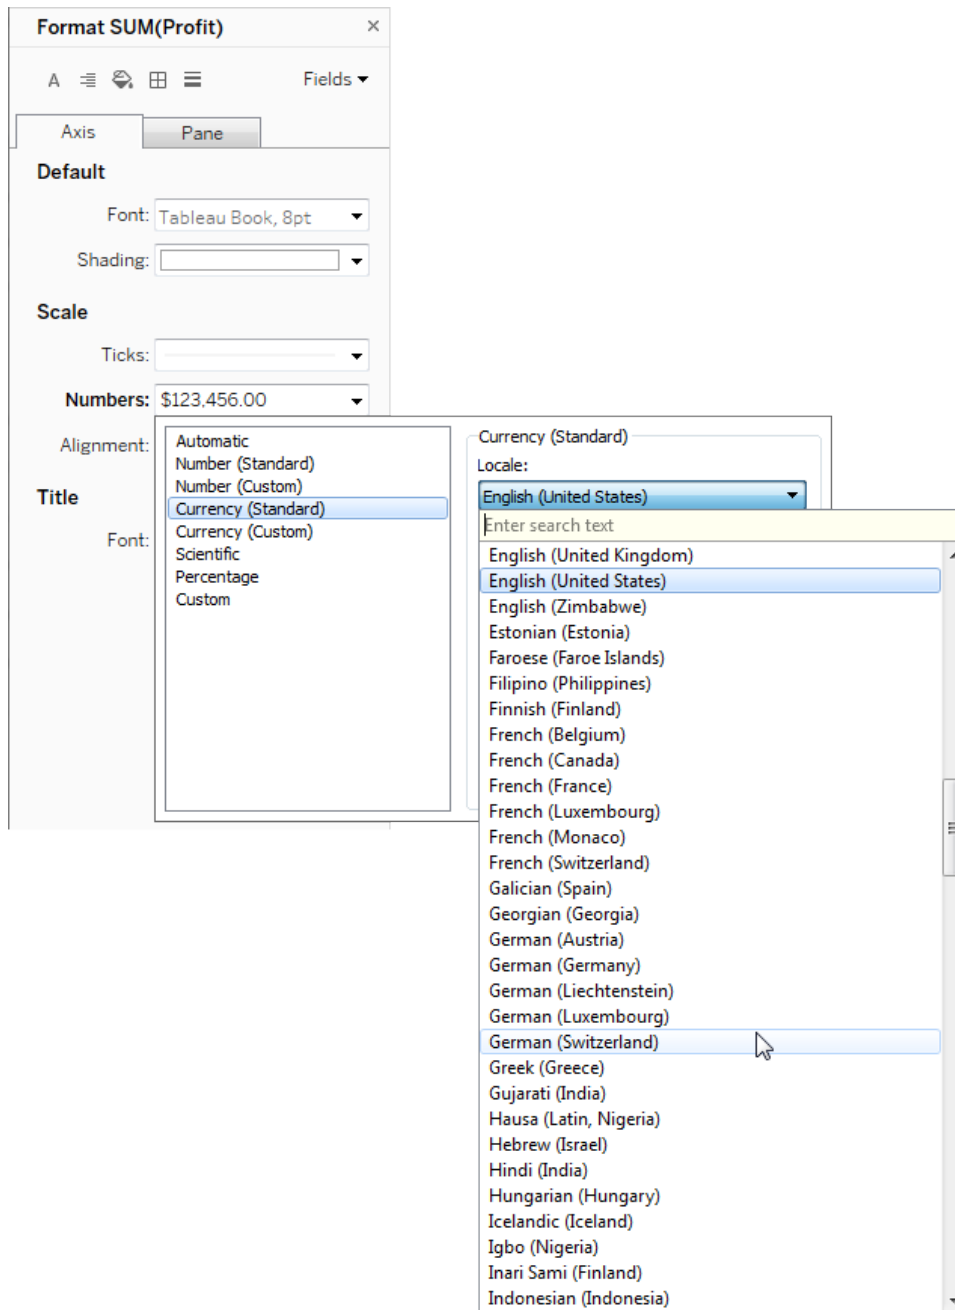 Format SUM(Profit) ×
A Fields
Axis Pane
Default
Font: Tableau Book, 8pt
Shading:
Scale
Ticks:
Numbers: $123,456.00
Alignment:
Title
Font:
Automatic
Number (Standard)
Number (Custom)
Currency (Standard)
Currency (Custom)
Scientific
Percentage
Custom
Currency (Standard)
Locale:
English (United States)
Enter search text
English (United Kingdom)
English (United States)
English (Zimbabwe)
Estonian (Estonia)
Faroese (Faroe Islands)
Filipino (Philippines)
Finnish (Finland)
French (Belgium)
French (Canada)
French (France)
French (Luxembourg)
French (Monaco)
French (Switzerland)
Galician (Spain)
Georgian (Georgia)
German (Austria)
German (Germany)
German (Liechtenstein)
German (Luxembourg)
German (Switzerland)
Greek (Greece)
Gujarati (India)
Hausa (Latin, Nigeria)
Hebrew (Israel)
Hindi (India)
Hungarian (Hungary)
Icelandic (Iceland)
Igbo (Nigeria)
Inari Sami (Finland)
Indonesian (Indonesia)